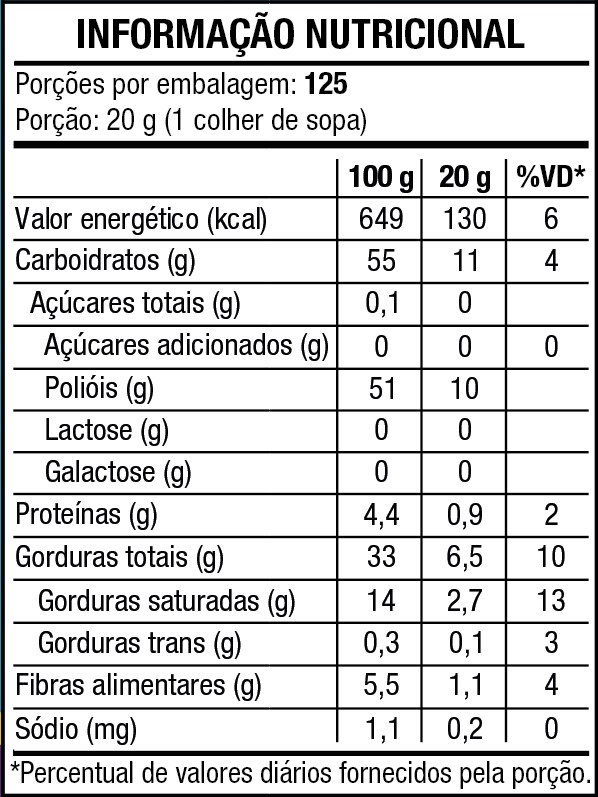 INFORMAÇÃO NUTRICIONAL
Porções por embalagem: 125
Porção: 20 g (1 colher de sopa)
100 g 20 g %VD*
Valor energético (kcal) 649 130 6
Carboidratos (g) 55 11 4
Açúcares totais (g) 0,1 0
Açúcares adicionados (g) 0 0 0
Polióis (g) 51 10
Lactose (g) 0 0
Galactose (g) 0 0
Proteínas (g) 4,4 0,9 2
Gorduras totais (g) 33 6,5 10
Gorduras saturadas (g) 14 2,7 13
Gorduras trans (g) 0,3 0,1 3
Fibras alimentares (g) 5,5 1,1 4
Sódio (mg) 1,1 0,2 0
*Percentual de valores diários fornecidos pela porção.